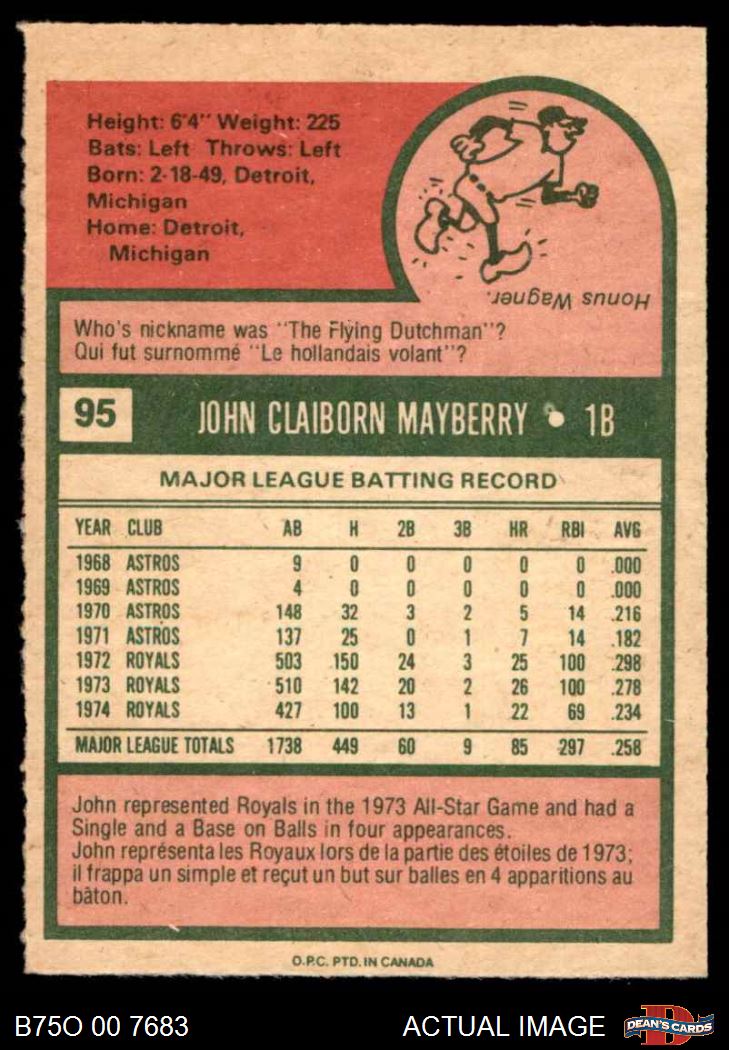 Height: 6'4" Weight: 225
Bats: Left Throws: Left
Born: 2-18-49, Detroit,
Michigan
Home: Detroit,
Michigan
Honus Wagner.
Who's nickname was "The Flying Dutchman"?
Qui fut surnommé "Le hollandais volant"?
95 JOHN CLAIBORN MAYBERRY • 1B
MAJOR LEAGUE BATTING RECORD
YEAR CLUB AB H 2B 3B HR RBI AVG
1968 ASTROS 9 0 0 0 0 0 .000
1969 ASTROS 4 0 0 0 0 0 .000
1970 ASTROS 148 32 3 2 5 14 .216
1971 ASTROS 137 25 0 1 7 14 .182
1972 ROYALS 503 150 24 3 25 100 .298
1973 ROYALS 510 142 20 2 26 100 .278
1974 ROYALS 427 100 13 1 22 69 .234
MAJOR LEAGUE TOTALS 1738 449 60 9 85 297 .258
John represented Royals in the 1973 All-Star Game and had a
Single and a Base on Balls in four appearances.
John représenta les Royaux lors de la partie des étoiles de 1973;
il frappa un simple et reçut un but sur balles en 4 apparitions au
bâton.
O.P.C. PTD. IN CANADA
B75O 00 7683 ACTUAL IMAGE D DEAN'S CARDS